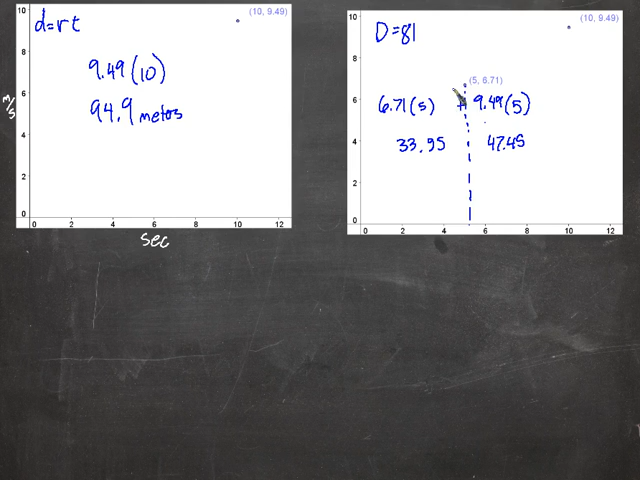 d=rt
(10, 9.49)
9.49(10)
94.9 meters
10
8
6
4
2
0
m/s
0 2 4 6 8 10 12
sec
D=81
(10, 9.49)
(5, 6.71)
6.71(5) + 9.49(5)
33.95 47.45
10
8
6
4
2
0
0 2 4 6 8 10 12